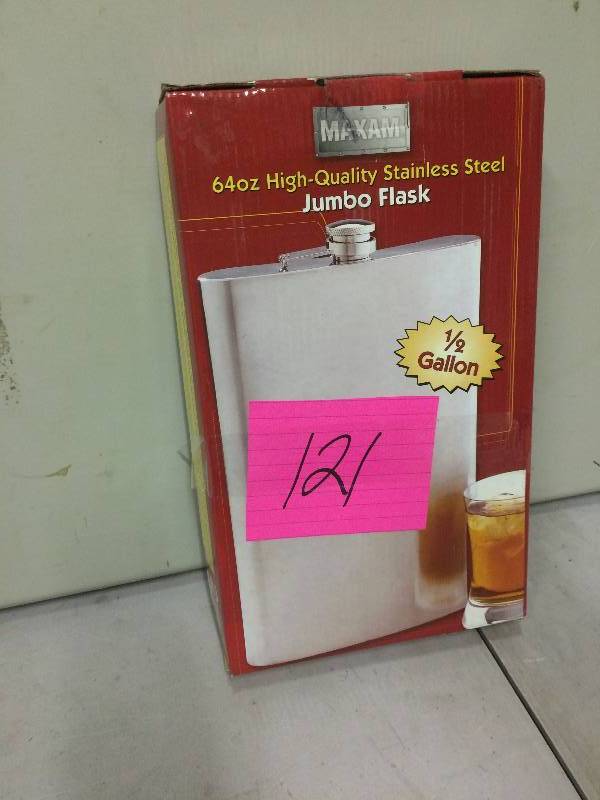 MAXAM
64oz High-Quality Stainless Steel
Jumbo Flask
1/2
Gallon
121